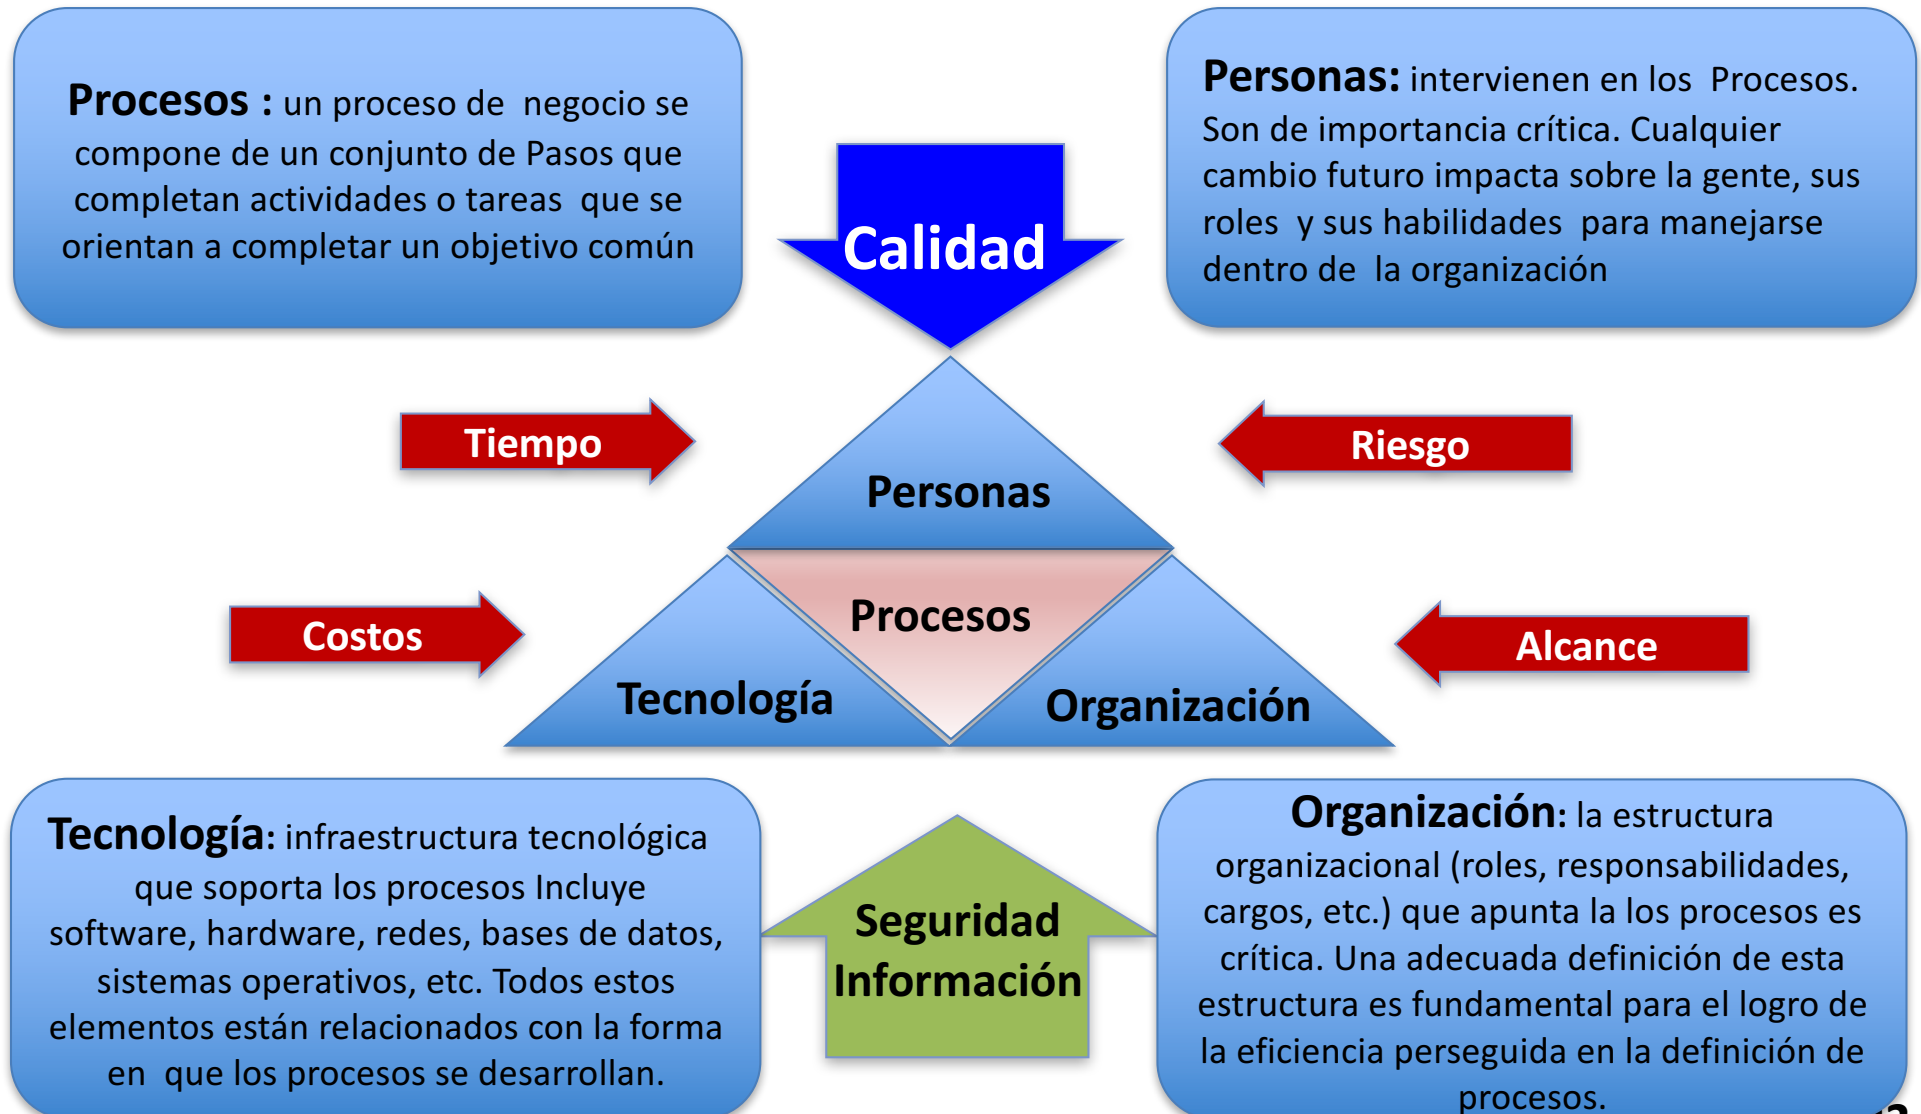 Procesos : un proceso de negocio se
compone de un conjunto de Pasos que
completan actividades o tareas que se
orientan a completar un objetivo común
Personas: intervienen en los Procesos.
Son de importancia crítica. Cualquier
cambio futuro impacta sobre la gente, sus
roles y sus habilidades para manejarse
dentro de la organización
Calidad
Tiempo
Riesgo
Personas
Procesos
Costos
Alcance
Tecnología
Organización
Tecnología: infraestructura tecnológica
que soporta los procesos Incluye
software, hardware, redes, bases de datos,
sistemas operativos, etc. Todos estos
elementos están relacionados con la forma
en que los procesos se desarrollan.
Seguridad
Información
Organización: la estructura
organizacional (roles, responsabilidades,
cargos, etc.) que apunta la los procesos es
crítica. Una adecuada definición de esta
estructura es fundamental para el logro de
la eficiencia perseguida en la definición de
procesos.